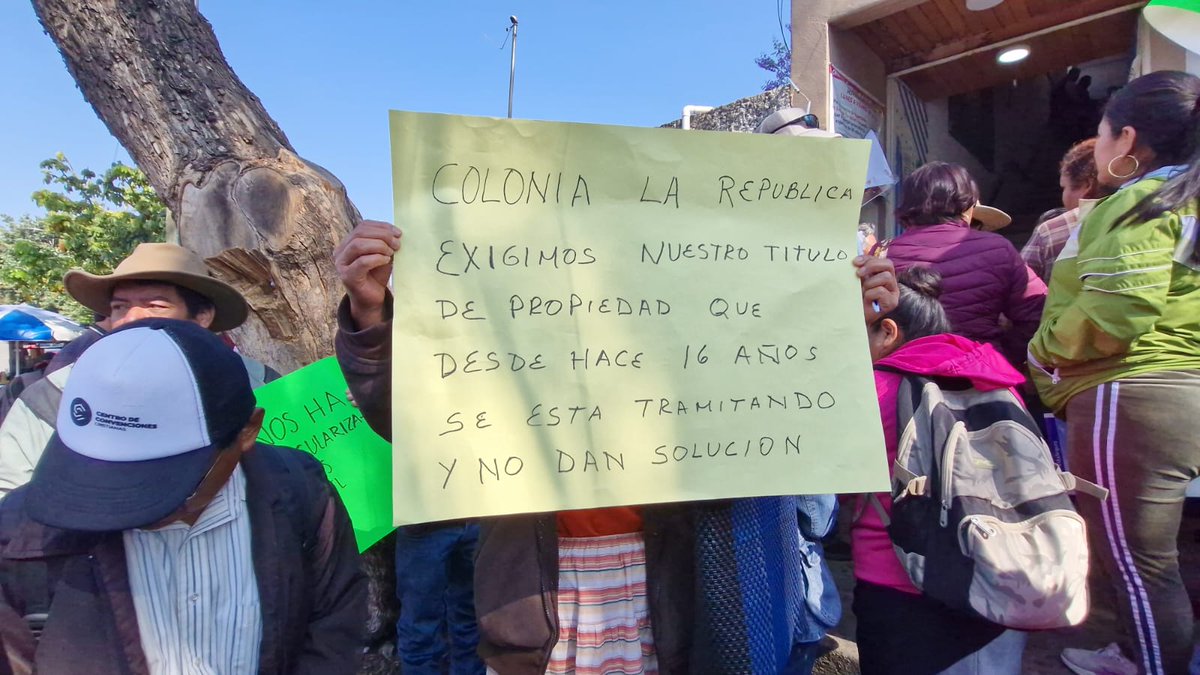 COLONIA LA REPUBLICA
EXIGIMOS NUESTRO TITULO
DE PROPIEDAD QUE
DESDE HACE 16 AÑOS
SE ESTA TRAMITANDO
Y NO DAN SOLUCION
CENTRO DE
CONVENCIONES
CRISTIANAS